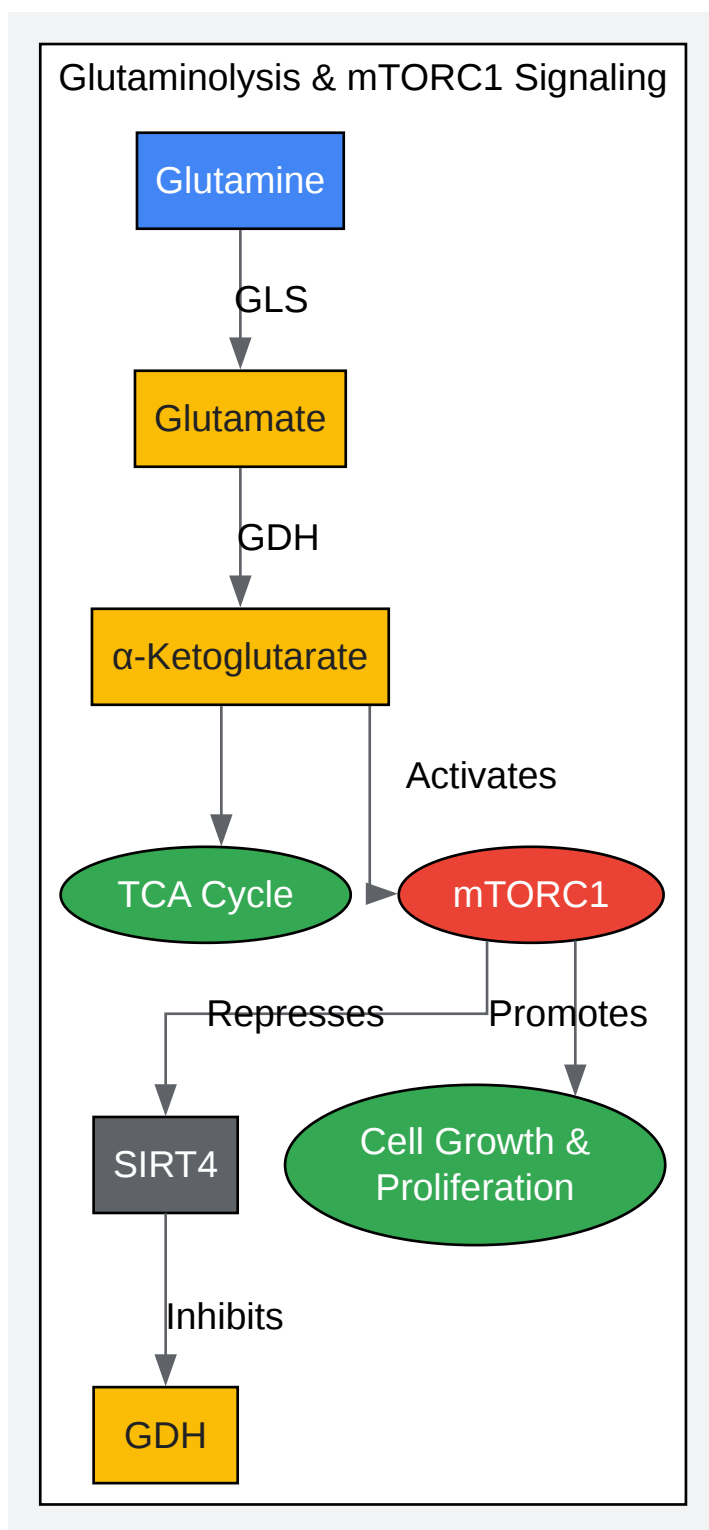 Glutaminolysis & mTORC1 Signaling
Glutamine
GLS
Glutamate
GDH
α-Ketoglutarate
Activates
TCA Cycle
mTORC1
Represses
Promotes
SIRT4
Cell Growth &
Proliferation
Inhibits
GDH